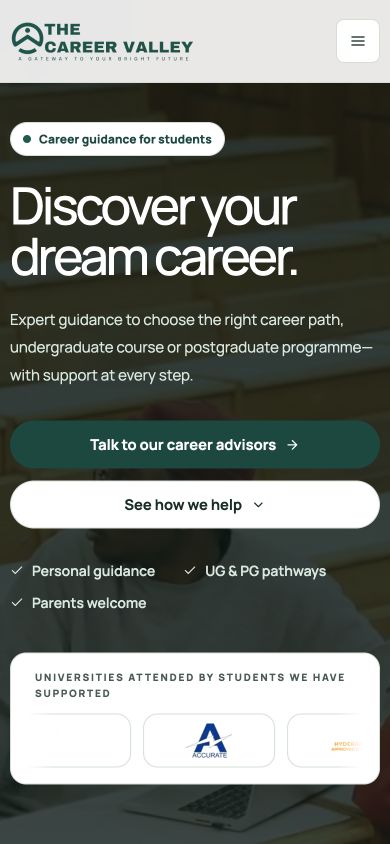 THE
CAREER VALLEY
A GATEWAY TO YOUR BRIGHT FUTURE
Career guidance for students
Discover your
dream career.
Expert guidance to choose the right career path,
undergraduate course or postgraduate programme—
with support at every step.
Talk to our career advisors
See how we help
Personal guidance
UG & PG pathways
Parents welcome
UNIVERSITIES ATTENDED BY STUDENTS WE HAVE
SUPPORTED
ACCURATE